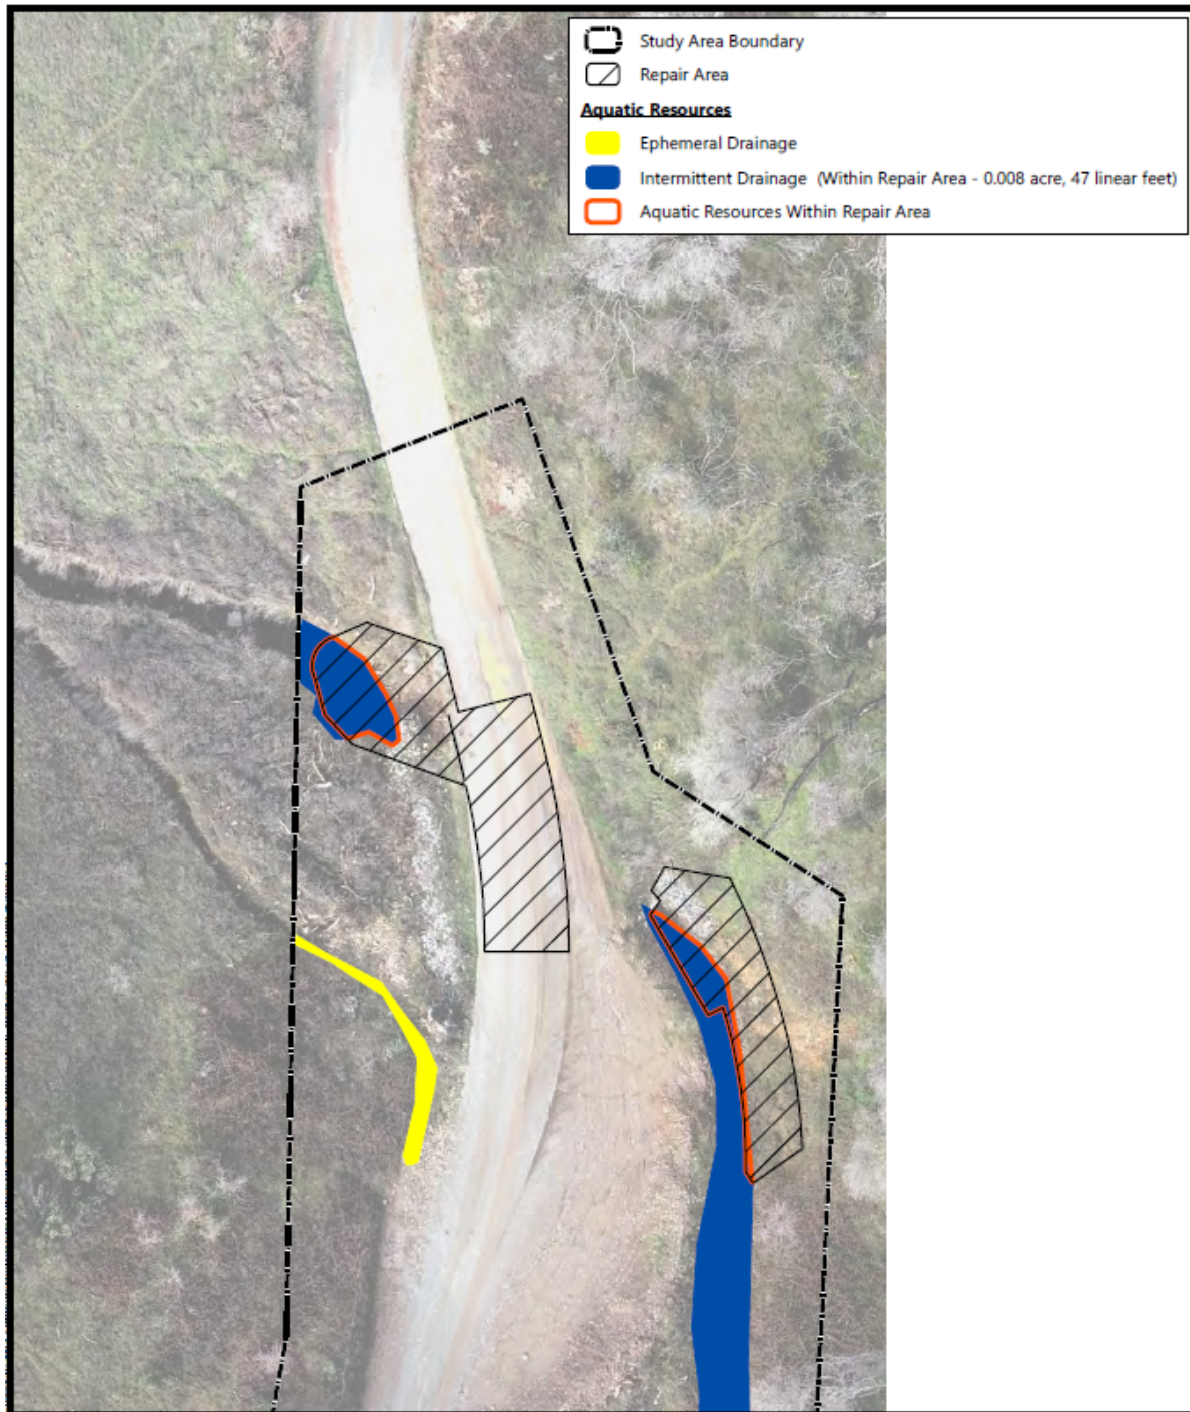 Study Area Boundary
Repair Area
Aquatic Resources
Ephemeral Drainage
Intermittent Drainage (Within Repair Area - 0.008 acre, 47 linear feet)
Aquatic Resources Within Repair Area